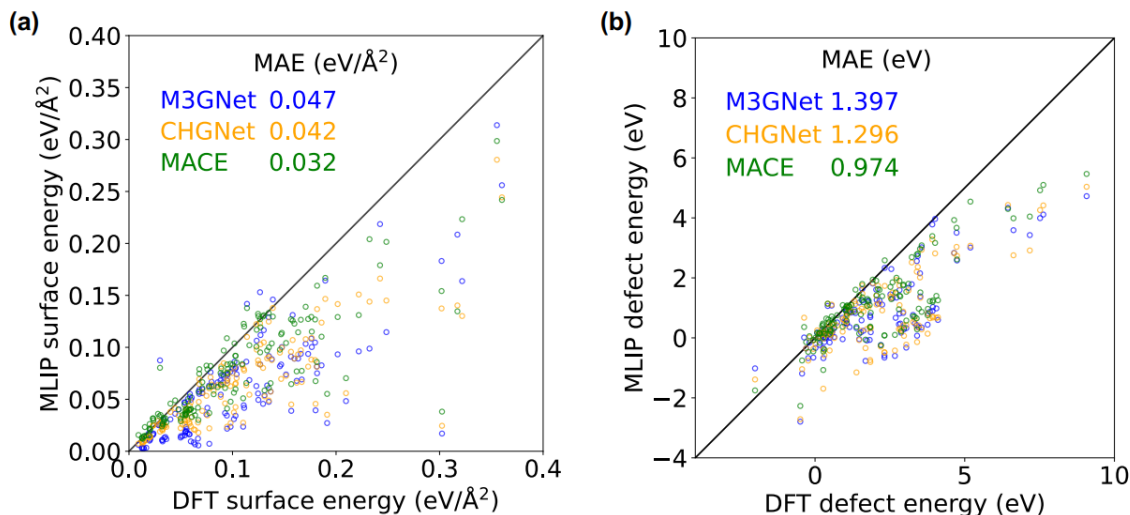 (a)
MAE (eV/Å²)
M3GNet 0.047
CHGNet 0.042
MACE 0.032
MLIP surface energy (eV/Å²)
0.40
0.35
0.30
0.25
0.20
0.15
0.10
0.05
0.00
0.0 0.1 0.2 0.3 0.4
DFT surface energy (eV/Å²)
(b)
MAE (eV)
M3GNet 1.397
CHGNet 1.296
MACE 0.974
MLIP defect energy (eV)
10
8
6
4
2
0
−2
−4
0 5 10
DFT defect energy (eV)